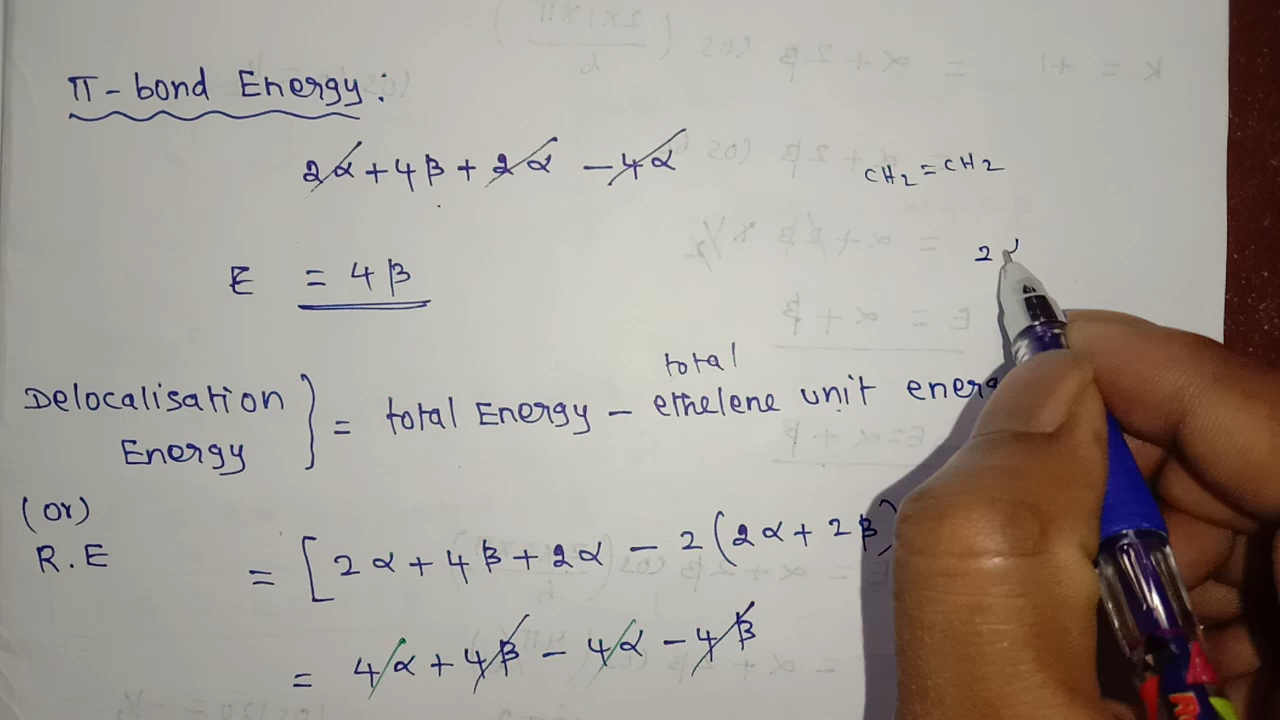 π-bond Energy:
2α + 4β + 2α - 4α
CH2 = CH2
E = 4β
2
total
Delocalisation Energy } = total Energy - ethelene unit energ
(or)
R.E
= [2α + 4β + 2α - 2(2α + 2β)
= 4α + 4β - 4α - 4β